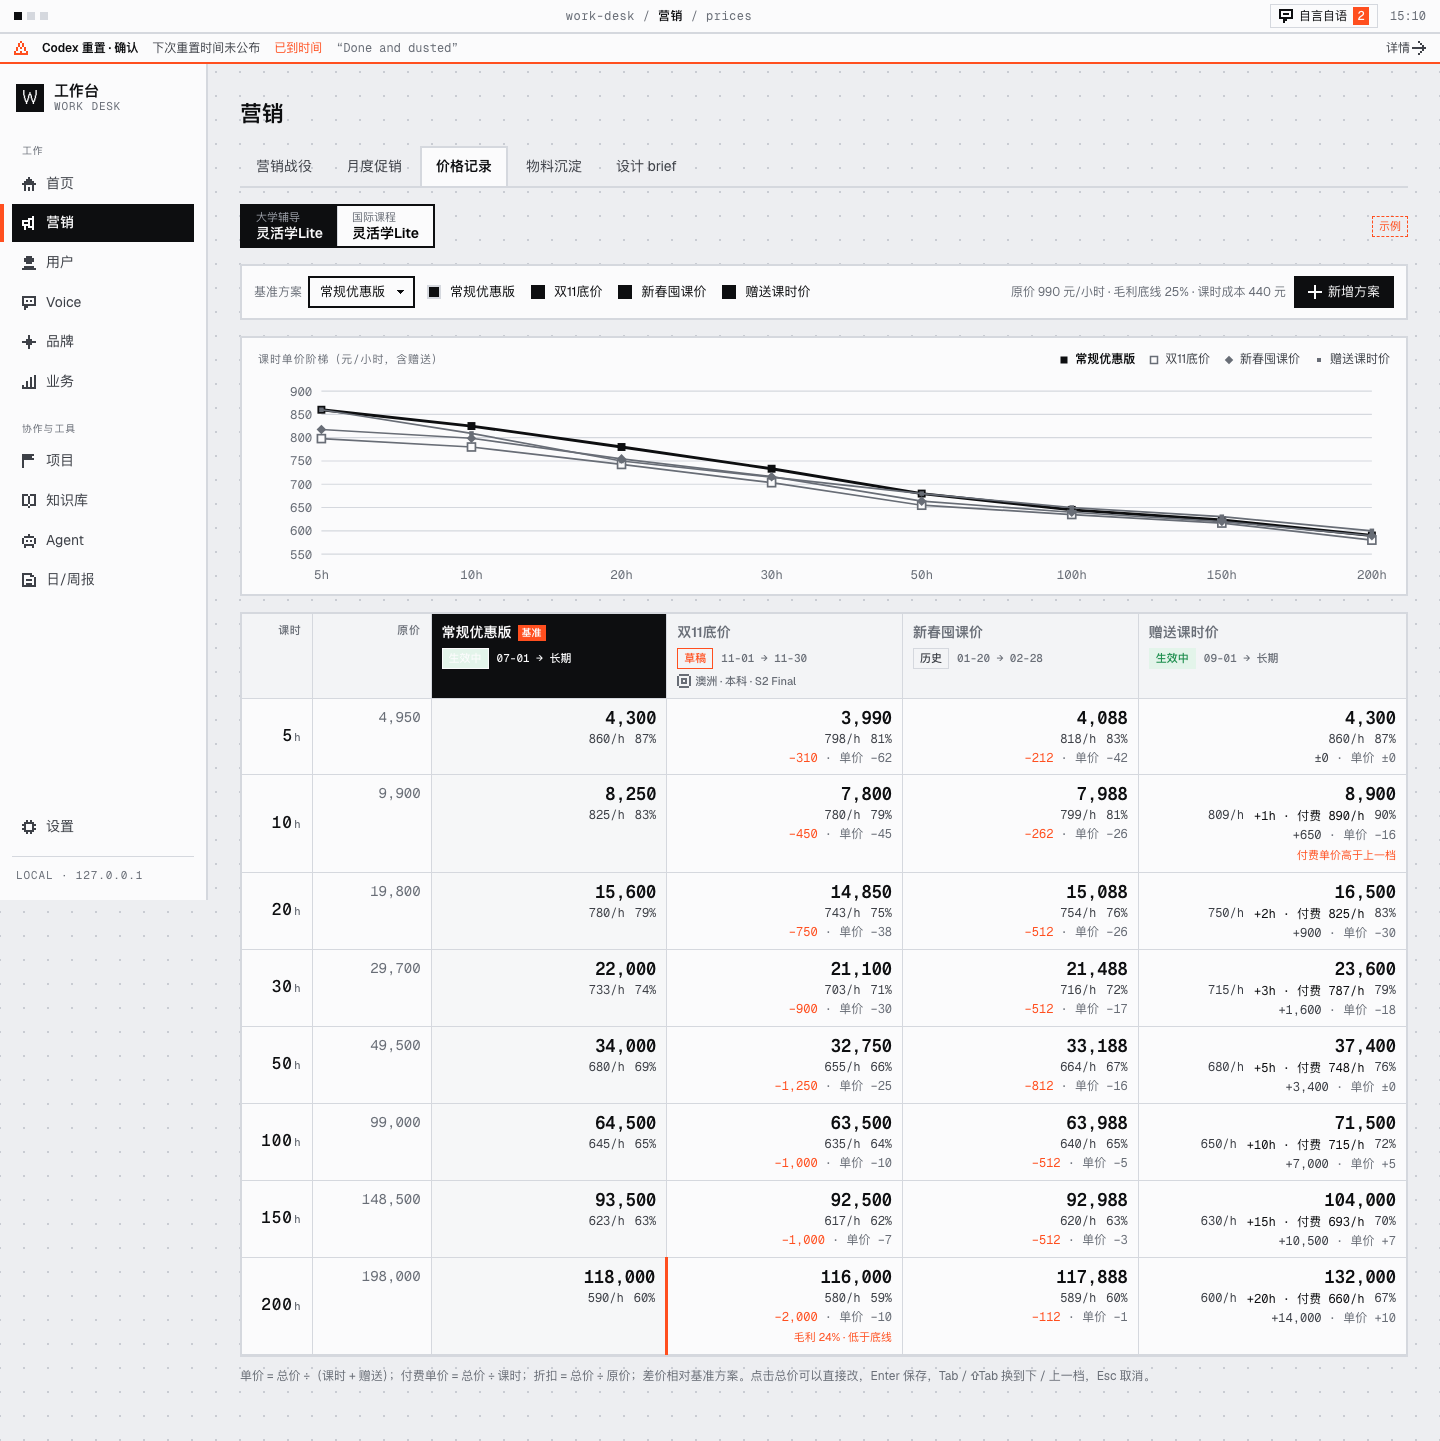 work-desk / 营销 / prices
自言自语 2
15:10
Codex 重置·确认 下次重置时间未公布 已到时间 “Done and dusted”
详情
W 工作台
WORK DESK
工作
首页
营销
用户
Voice
品牌
业务
协作与工具
项目
知识库
Agent
日/周报
设置
LOCAL · 127.0.0.1
营销
营销战役 月度促销 价格记录 物料沉淀 设计 brief
大学辅导 国际课程
灵活学Lite 灵活学Lite
示例
基准方案 常规优惠版 常规优惠版 双11底价 新春囤课价 赠送课时价
原价 990 元/小时 · 毛利底线 25% · 课时成本 440 元
新增方案
课时单价阶梯（元/小时，含赠送）
常规优惠版 双11底价 新春囤课价 赠送课时价
900
850
800
750
700
650
600
550
5h 10h 20h 30h 50h 100h 150h 200h
课时 原价 常规优惠版 基准 双11底价 新春囤课价 赠送课时价
07-01 → 长期 草稿 11-01 → 11-30 历史 01-20 → 02-28 生效中 09-01 → 长期
澳洲 · 本科 · S2 Final
5h 4,950 4,300 3,990 4,088 4,300
860/h 87% 798/h 81% 818/h 83% 860/h 87%
−310 · 单价 −62 −212 · 单价 −42 ±0 · 单价 ±0
10h 9,900 8,250 7,800 7,988 8,900
825/h 83% 780/h 79% 799/h 81% 809/h +1h · 付费 890/h 90%
−450 · 单价 −45 −262 · 单价 −26 +650 · 单价 −16
付费单价高于上一档
20h 19,800 15,600 14,850 15,088 16,500
780/h 79% 743/h 75% 754/h 76% 750/h +2h · 付费 825/h 83%
−750 · 单价 −38 −512 · 单价 −26 +900 · 单价 −30
30h 29,700 22,000 21,100 21,488 23,600
733/h 74% 703/h 71% 716/h 72% 715/h +3h · 付费 787/h 79%
−900 · 单价 −30 −512 · 单价 −17 +1,600 · 单价 −18
50h 49,500 34,000 32,750 33,188 37,400
680/h 69% 655/h 66% 664/h 67% 680/h +5h · 付费 748/h 76%
−1,250 · 单价 −25 −812 · 单价 −16 +3,400 · 单价 ±0
100h 99,000 64,500 63,500 63,988 71,500
645/h 65% 635/h 64% 640/h 65% 650/h +10h · 付费 715/h 72%
−1,000 · 单价 −10 −512 · 单价 −5 +7,000 · 单价 +5
150h 148,500 93,500 92,500 92,988 104,000
623/h 63% 617/h 62% 620/h 63% 630/h +15h · 付费 693/h 70%
−1,000 · 单价 −7 −512 · 单价 −3 +10,500 · 单价 +7
200h 198,000 118,000 116,000 117,888 132,000
590/h 60% 580/h 59% 589/h 60% 600/h +20h · 付费 660/h 67%
−2,000 · 单价 −10 −112 · 单价 −1 +14,000 · 单价 +10
毛利 24% · 低于底线
单价 = 总价 ÷（课时 + 赠送）；付费单价 = 总价 ÷ 课时；折扣 = 总价 ÷ 原价；差价相对基准方案。点击总价可以直接改，Enter 保存，Tab / ⇧Tab 换到下 / 上一档，Esc 取消。